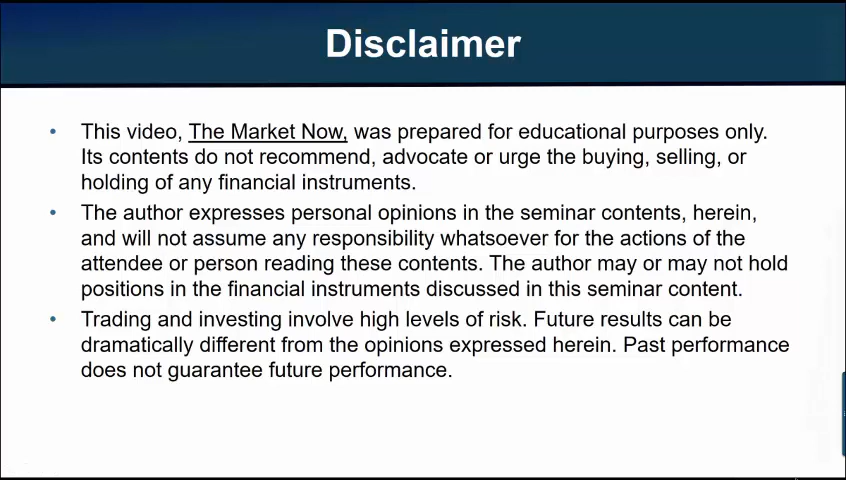 Disclaimer
• This video, The Market Now, was prepared for educational purposes only.
Its contents do not recommend, advocate or urge the buying, selling, or
holding of any financial instruments.
• The author expresses personal opinions in the seminar contents, herein,
and will not assume any responsibility whatsoever for the actions of the
attendee or person reading these contents. The author may or may not hold
positions in the financial instruments discussed in this seminar content.
• Trading and investing involve high levels of risk. Future results can be
dramatically different from the opinions expressed herein. Past performance
does not guarantee future performance.